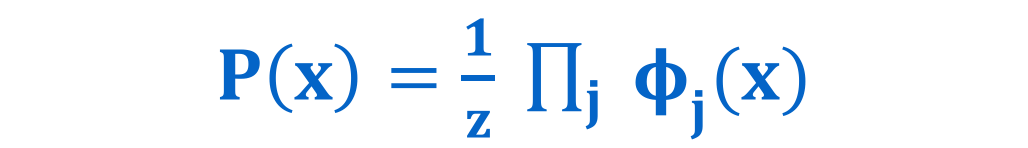 P(x) = 1/z ∏j ϕj(x)